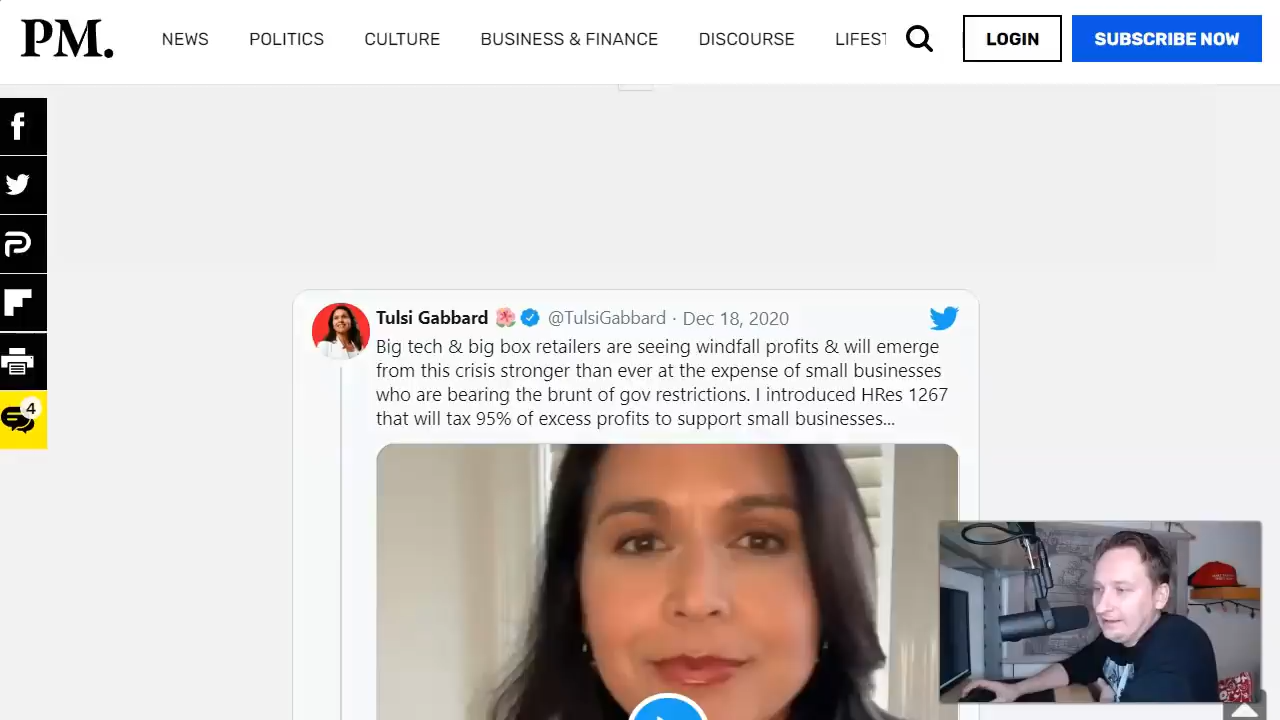 PM.
NEWS
POLITICS
CULTURE
BUSINESS & FINANCE
DISCOURSE
LIFEST
LOGIN
SUBSCRIBE NOW
4
Tulsi Gabbard @TulsiGabbard · Dec 18, 2020
Big tech & big box retailers are seeing windfall profits & will emerge
from this crisis stronger than ever at the expense of small businesses
who are bearing the brunt of gov restrictions. I introduced HRes 1267
that will tax 95% of excess profits to support small businesses...